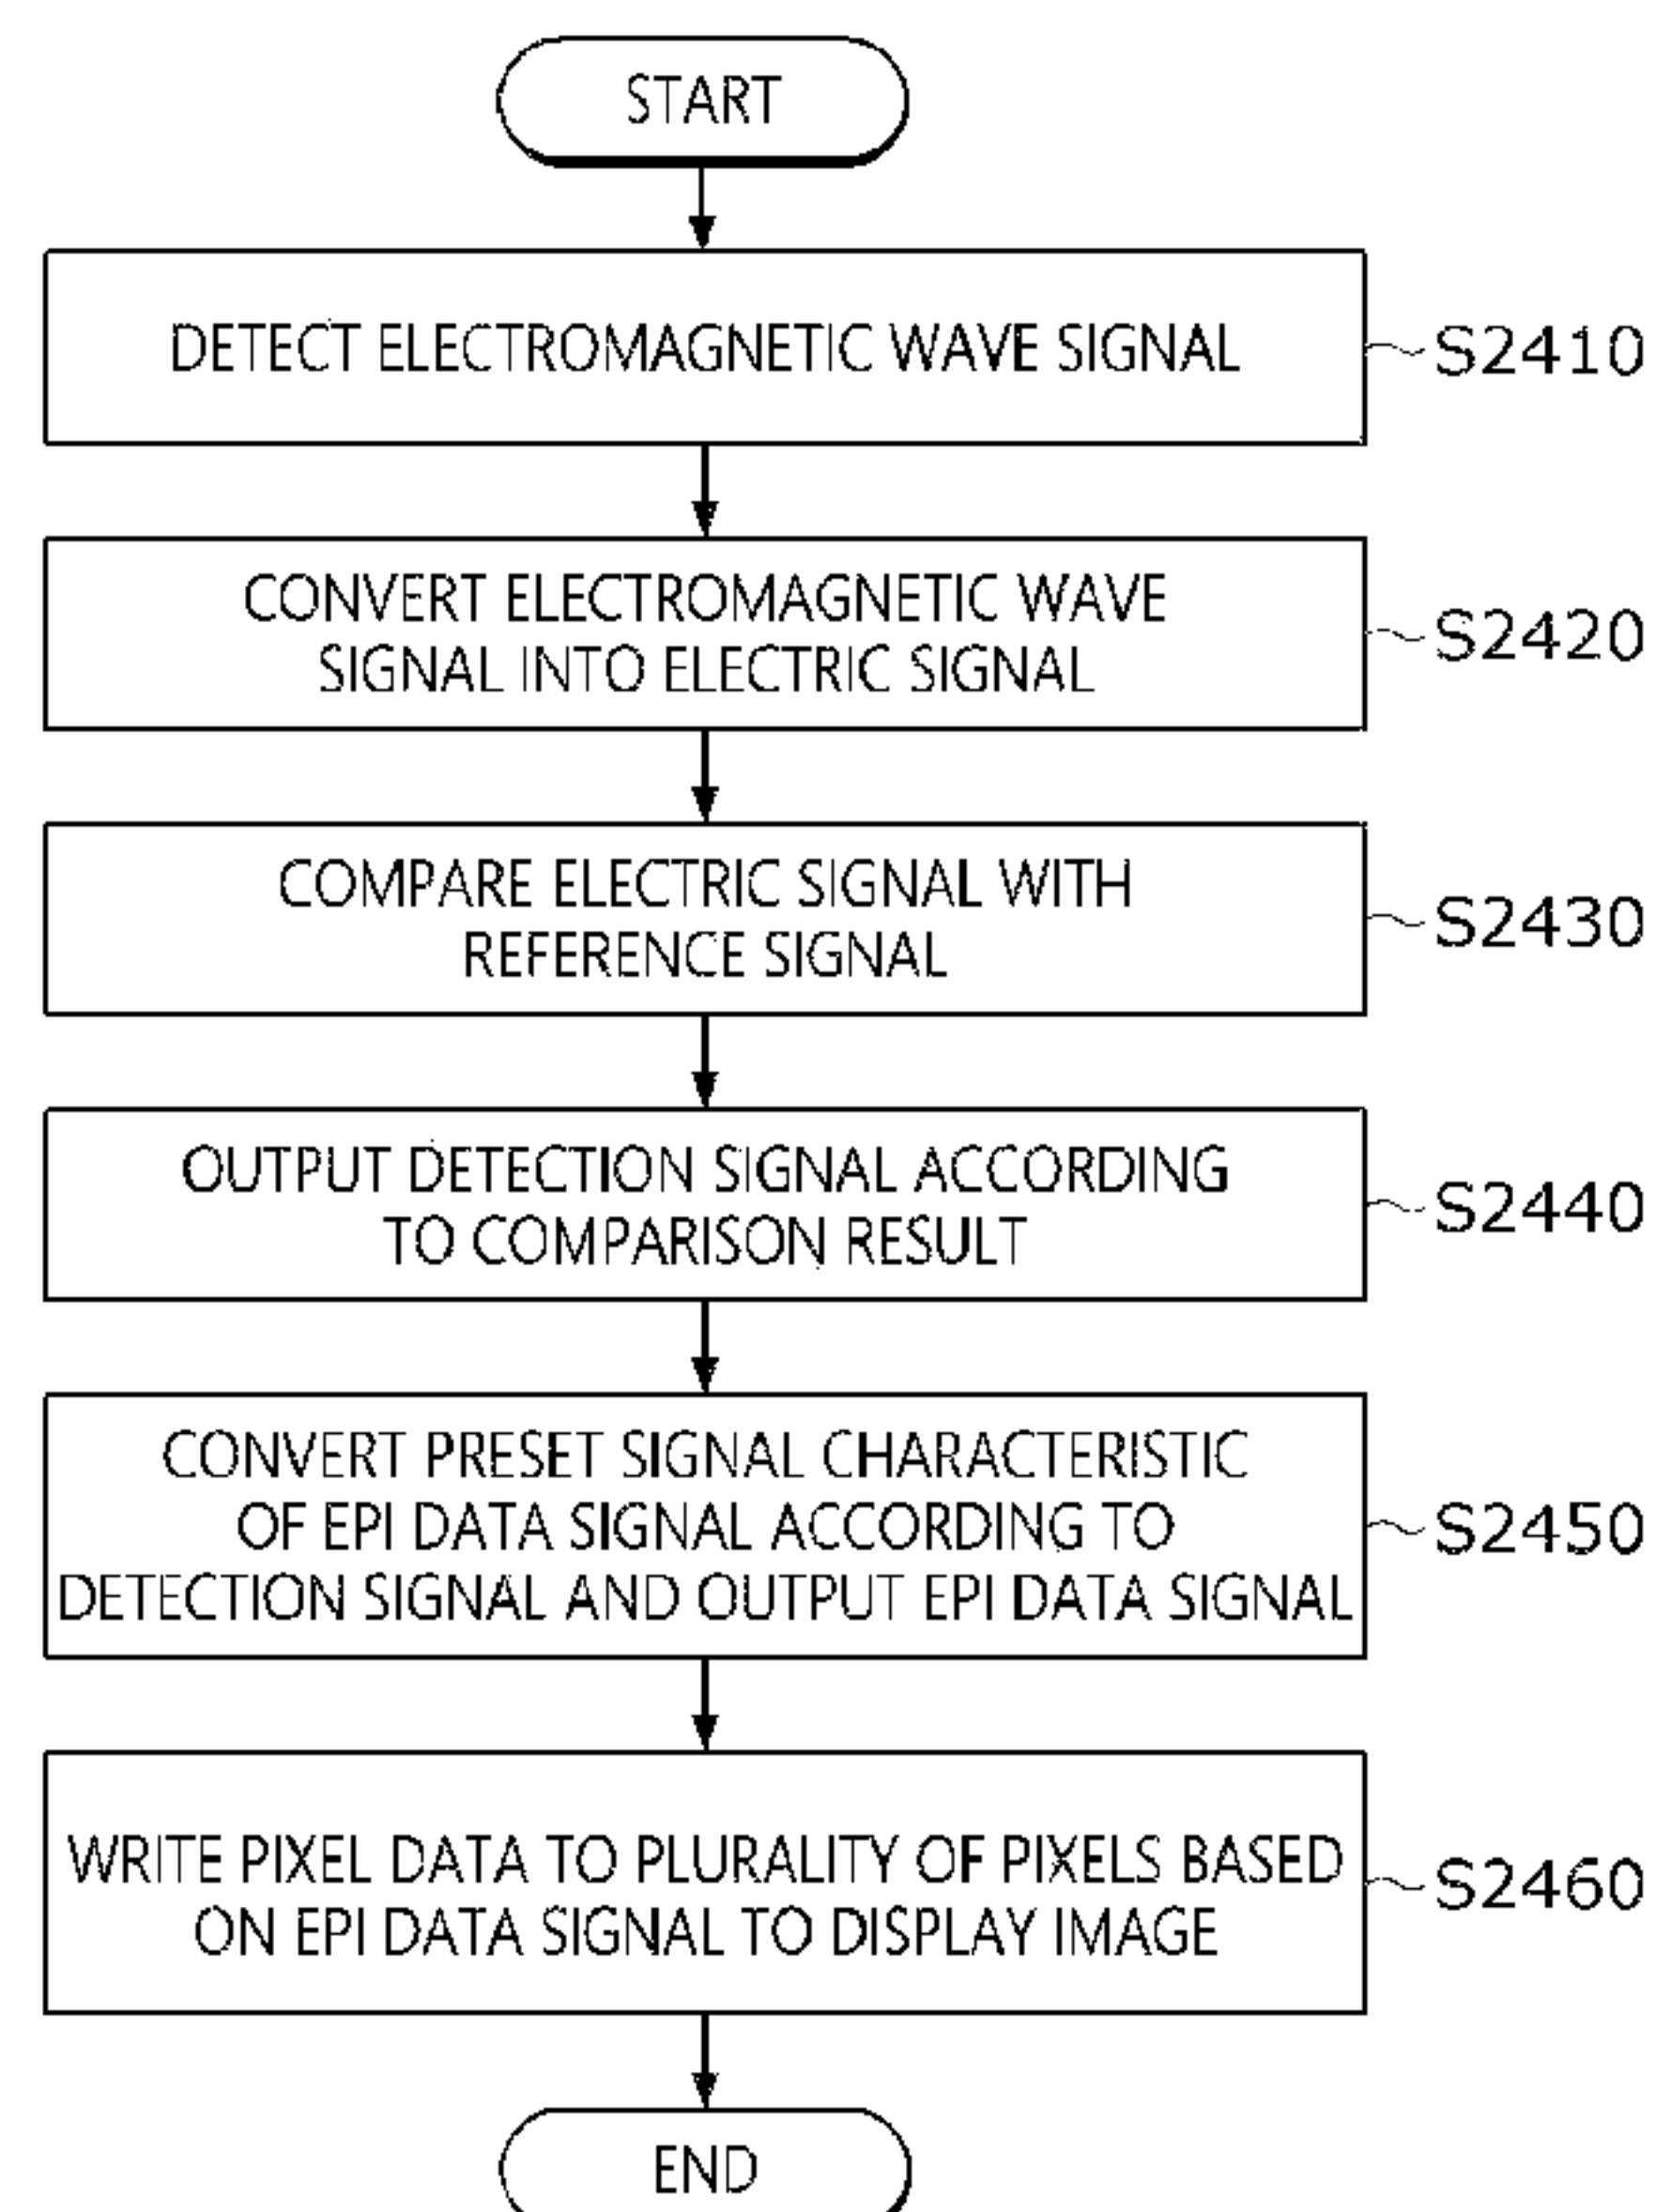 START
DETECT ELECTROMAGNETIC WAVE SIGNAL
S2410
CONVERT ELECTROMAGNETIC WAVE
SIGNAL INTO ELECTRIC SIGNAL
S2420
COMPARE ELECTRIC SIGNAL WITH
REFERENCE SIGNAL
S2430
OUTPUT DETECTION SIGNAL ACCORDING
TO COMPARISON RESULT
S2440
CONVERT PRESET SIGNAL CHARACTERISTIC
OF EPI DATA SIGNAL ACCORDING TO
DETECTION SIGNAL AND OUTPUT EPI DATA SIGNAL
S2450
WRITE PIXEL DATA TO PLURALITY OF PIXELS BASED
ON EPI DATA SIGNAL TO DISPLAY IMAGE
S2460
END